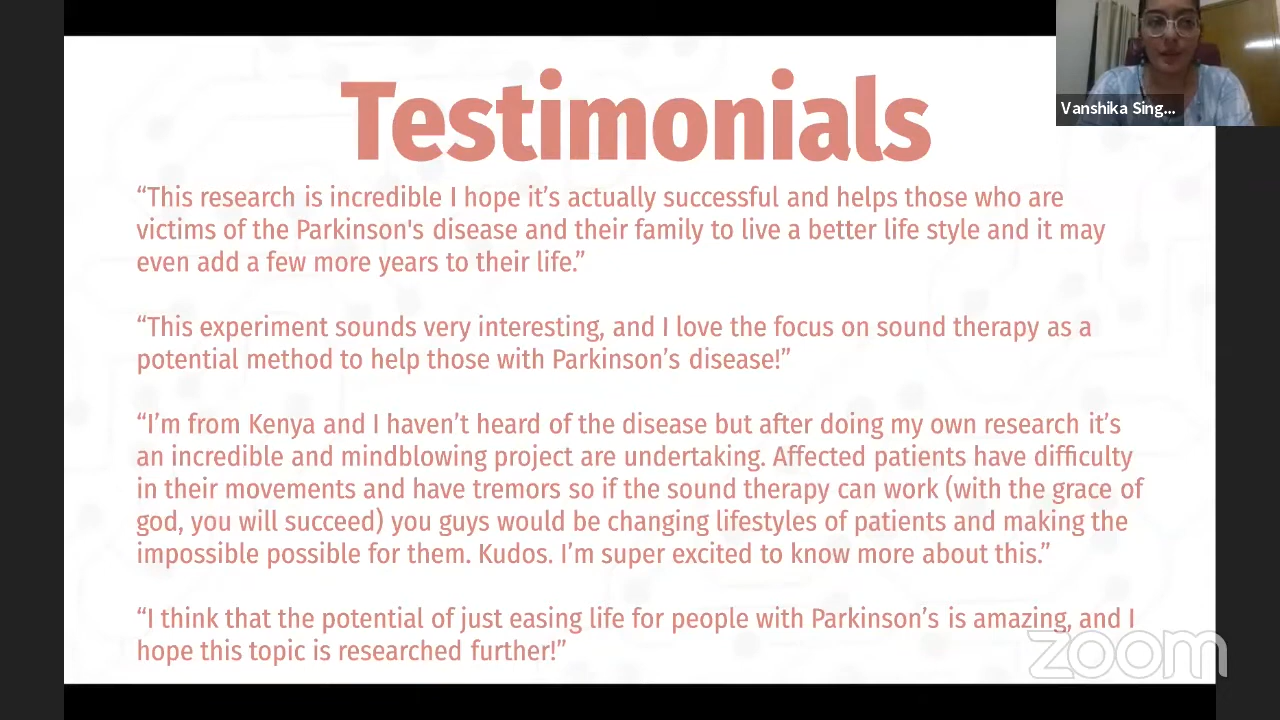 Testimonials
Vanshika Sing...
“This research is incredible I hope it’s actually successful and helps those who are
victims of the Parkinson's disease and their family to live a better life style and it may
even add a few more years to their life.”
“This experiment sounds very interesting, and I love the focus on sound therapy as a
potential method to help those with Parkinson’s disease!”
“I’m from Kenya and I haven’t heard of the disease but after doing my own research it’s
an incredible and mindblowing project are undertaking. Affected patients have difficulty
in their movements and have tremors so if the sound therapy can work (with the grace of
god, you will succeed) you guys would be changing lifestyles of patients and making the
impossible possible for them. Kudos. I’m super excited to know more about this.”
“I think that the potential of just easing life for people with Parkinson’s is amazing, and I
hope this topic is researched further!”
zoom